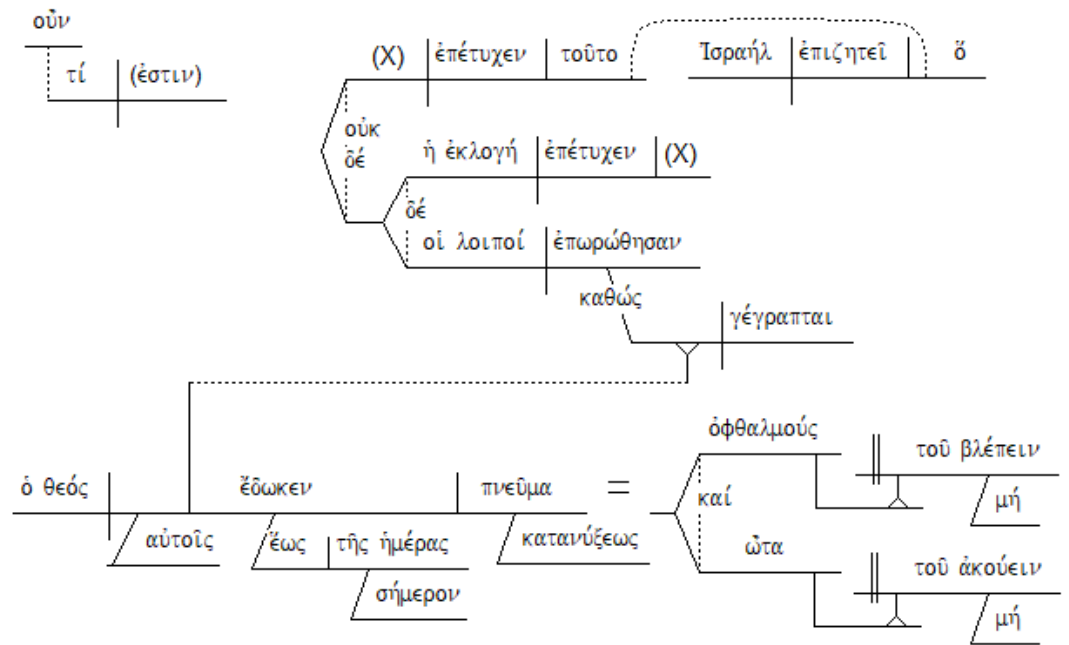 οὖν
τί (ἐστιν)
(X) ἐπέτυχεν τοῦτο Ἰσραήλ ἐπιζητεῖ ὅ
οὐκ
δέ
ἡ ἐκλογή ἐπέτυχεν (X)
δέ
οἱ λοιποί ἐπωρώθησαν
καθώς
γέγραπται
ὀφθαλμούς
τοῦ βλέπειν
ὁ θεός ἔδωκεν πνεῦμα = καί μή
αὐτοῖς ἕως τῆς ἡμέρας κατανύξεως
ὦτα
τοῦ ἀκούειν
σήμερον
μή